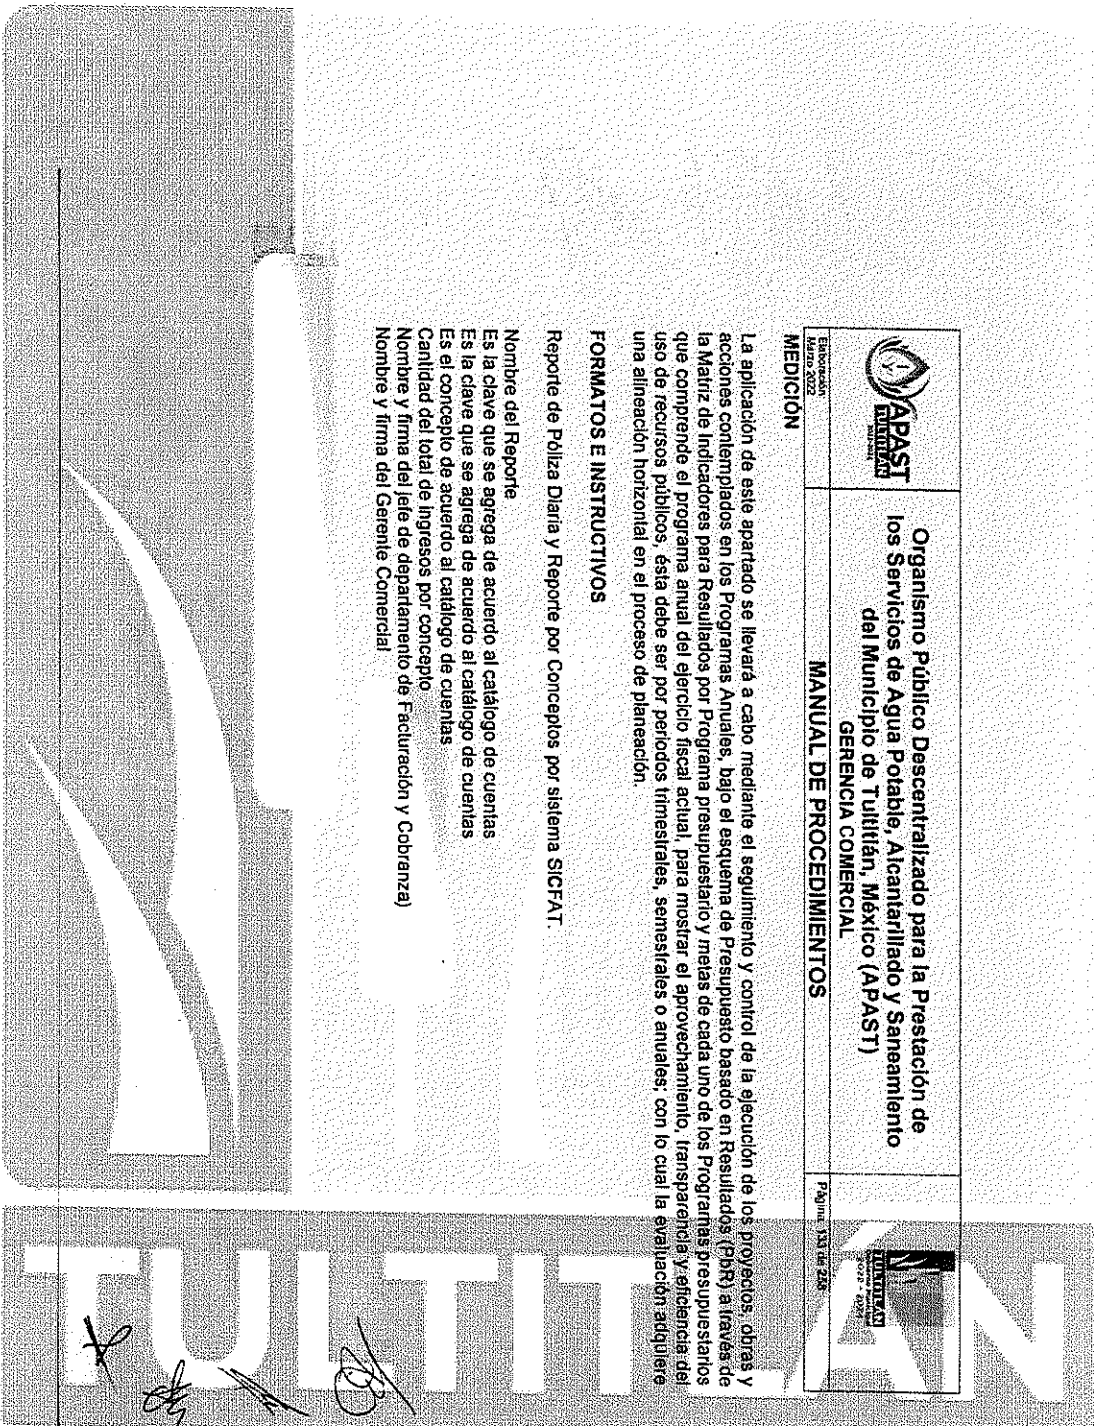 APAST
TULTITLÁN
2022-2024
Organismo Público Descentralizado para la Prestación de
los Servicios de Agua Potable, Alcantarillado y Saneamiento
del Municipio de Tultitlán, México (APAST)
GERENCIA COMERCIAL
TULTITLÁN
2022 - 2024
Elaboración
Marzo 2022
MANUAL DE PROCEDIMIENTOS
Página: 133 de 238
MEDICIÓN
La aplicación de este apartado se llevará a cabo mediante el seguimiento y control de la ejecución de los proyectos, obras y
acciones contemplados en los Programas Anuales, bajo el esquema de Presupuesto basado en Resultados (PbR) a través de
la Matriz de Indicadores para Resultados por Programa presupuestario y metas de cada uno de los Programas presupuestarios
que comprende el programa anual del ejercicio fiscal actual, para mostrar el aprovechamiento, transparencia y eficiencia del
uso de recursos públicos, ésta debe ser por periodos trimestrales, semestrales o anuales; con lo cual la evaluación adquiere
una alineación horizontal en el proceso de planeación.
FORMATOS E INSTRUCTIVOS
Reporte de Póliza Diaria y Reporte por Conceptos por sistema SICFAT.
Nombre del Reporte
Es la clave que se agrega de acuerdo al catálogo de cuentas
Es la clave que se agrega de acuerdo al catálogo de cuentas
Es el concepto de acuerdo al catálogo de cuentas
Cantidad del total de ingresos por concepto
Nombre y firma del jefe de departamento de Facturación y Cobranza)
Nombre y firma del Gerente Comercial
TULTITLÁN